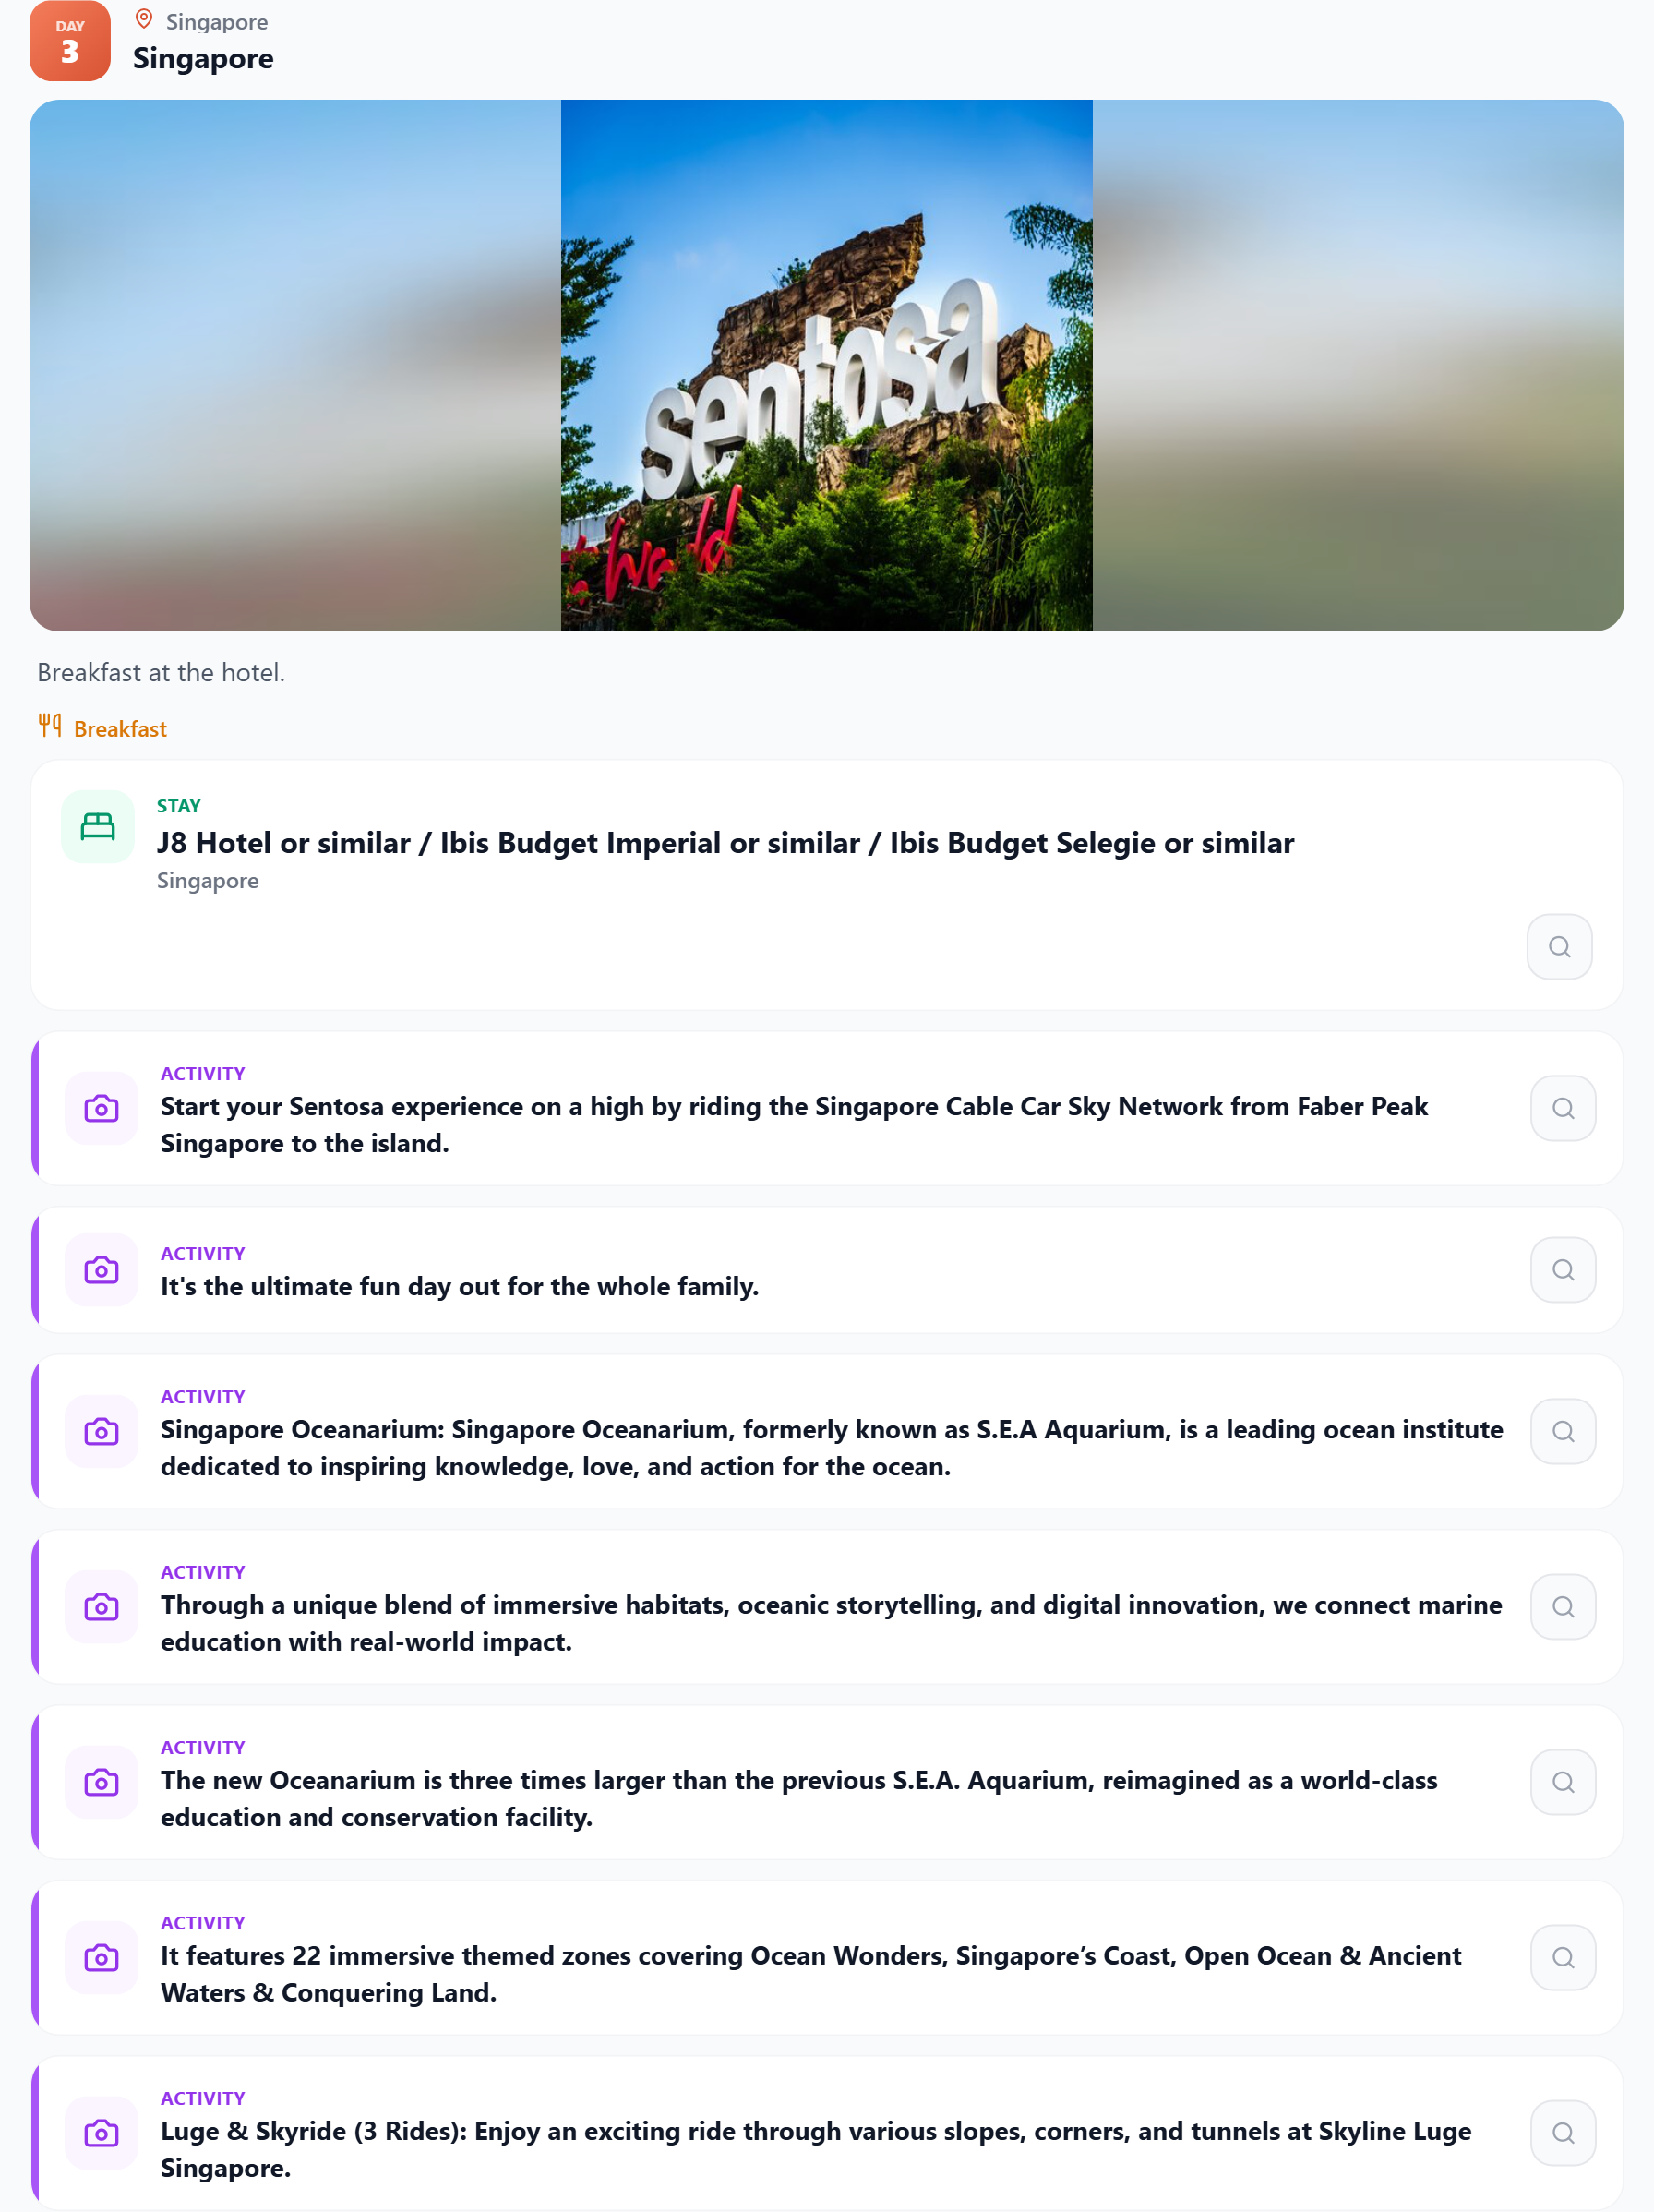 DAY
3
Singapore
Singapore
sentosa
Breakfast at the hotel.
Breakfast
STAY
J8 Hotel or similar / Ibis Budget Imperial or similar / Ibis Budget Selegie or similar
Singapore
ACTIVITY
Start your Sentosa experience on a high by riding the Singapore Cable Car Sky Network from Faber Peak
Singapore to the island.
ACTIVITY
It's the ultimate fun day out for the whole family.
ACTIVITY
Singapore Oceanarium: Singapore Oceanarium, formerly known as S.E.A Aquarium, is a leading ocean institute
dedicated to inspiring knowledge, love, and action for the ocean.
ACTIVITY
Through a unique blend of immersive habitats, oceanic storytelling, and digital innovation, we connect marine
education with real-world impact.
ACTIVITY
The new Oceanarium is three times larger than the previous S.E.A. Aquarium, reimagined as a world-class
education and conservation facility.
ACTIVITY
It features 22 immersive themed zones covering Ocean Wonders, Singapore’s Coast, Open Ocean & Ancient
Waters & Conquering Land.
ACTIVITY
Luge & Skyride (3 Rides): Enjoy an exciting ride through various slopes, corners, and tunnels at Skyline Luge
Singapore.